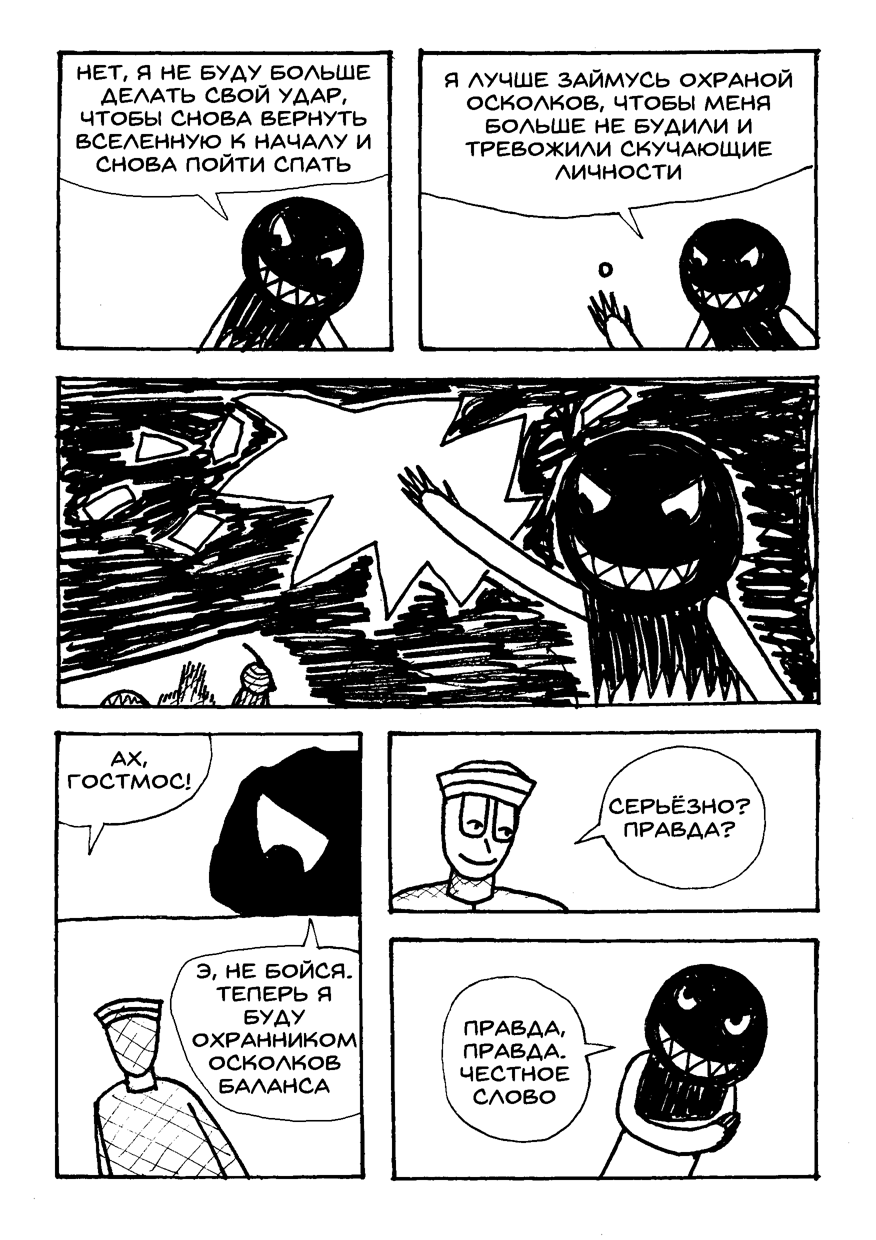 НЕТ, Я НЕ БУДУ БОЛЬШЕ
ДЕЛАТЬ СВОЙ УДАР,
ЧТОБЫ СНОВА ВЕРНУТЬ
ВСЕЛЕННУЮ К НАЧАЛУ И
СНОВА ПОЙТИ СПАТЬ
Я ЛУЧШЕ ЗАЙМУСЬ ОХРАНОЙ
ОСКОЛКОВ, ЧТОБЫ МЕНЯ
БОЛЬШЕ НЕ БУДИЛИ И
ТРЕВОЖИЛИ СКУЧАЮЩИЕ
ЛИЧНОСТИ
АХ,
ГОСТМОС!
Э, НЕ БОЙСЯ.
ТЕПЕРЬ Я
БУДУ
ОХРАННИКОМ
ОСКОЛКОВ
БАЛАНСА
СЕРЬЁЗНО?
ПРАВДА?
ПРАВДА,
ПРАВДА.
ЧЕСТНОЕ
СЛОВО